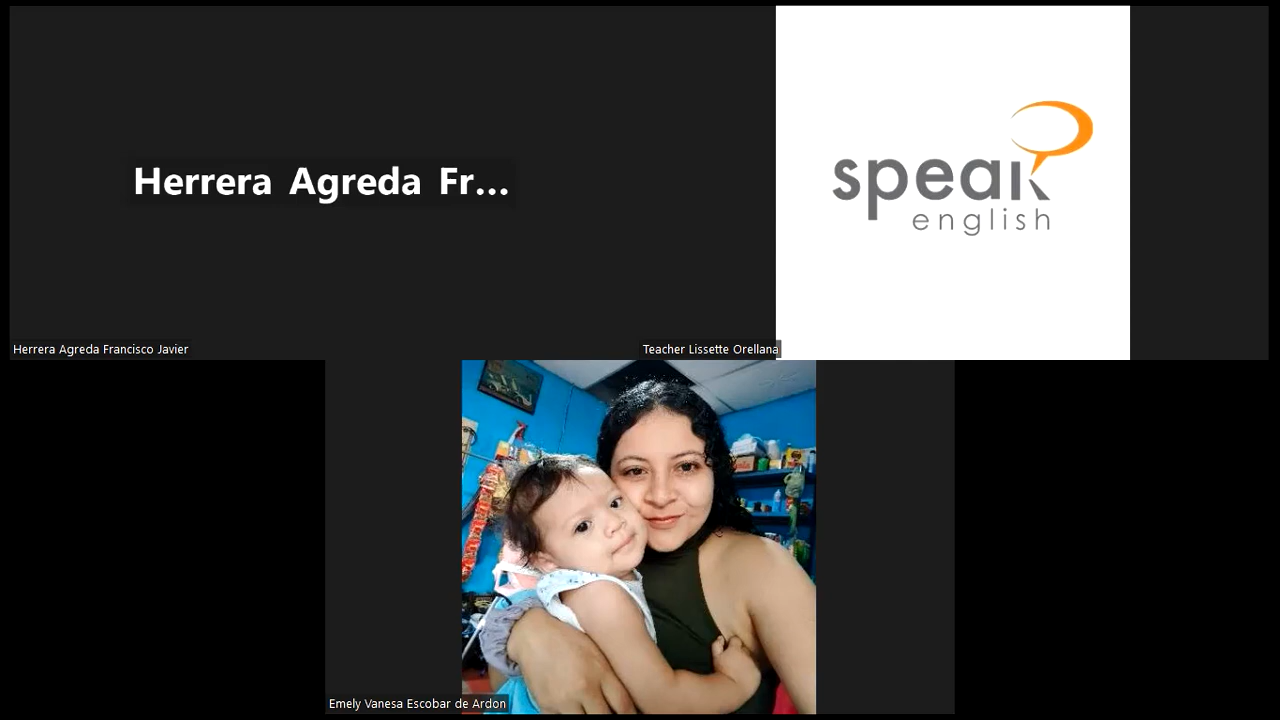 Herrera Agreda Fr...
speak
english
Herrera Agreda Francisco Javier
Teacher Lissette Orellana
Emely Vanesa Escobar de Ardon